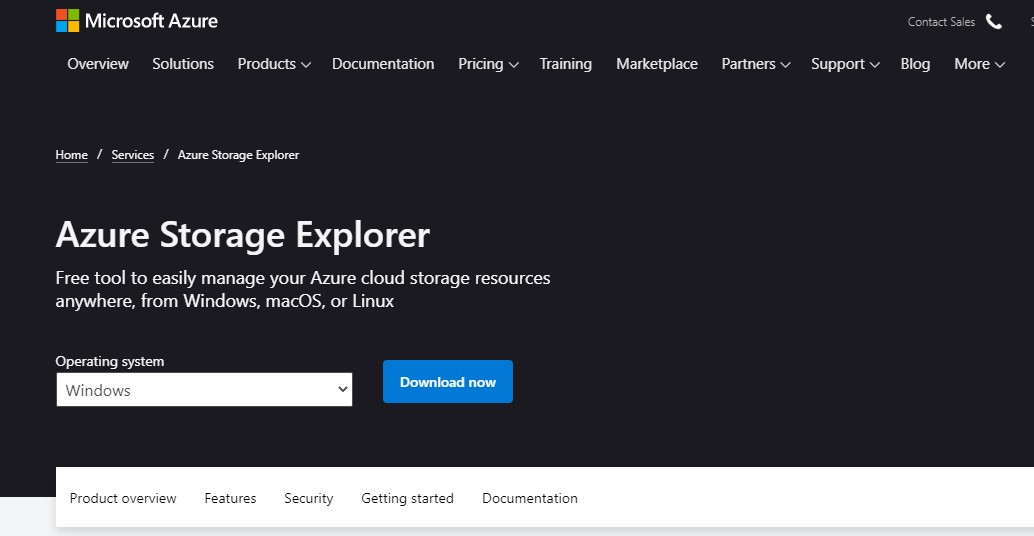 Microsoft Azure
Contact Sales
Overview Solutions Products Documentation Pricing Training Marketplace Partners Support Blog More
Home / Services / Azure Storage Explorer
Azure Storage Explorer
Free tool to easily manage your Azure cloud storage resources
anywhere, from Windows, macOS, or Linux
Operating system
Windows
Download now
Product overview Features Security Getting started Documentation